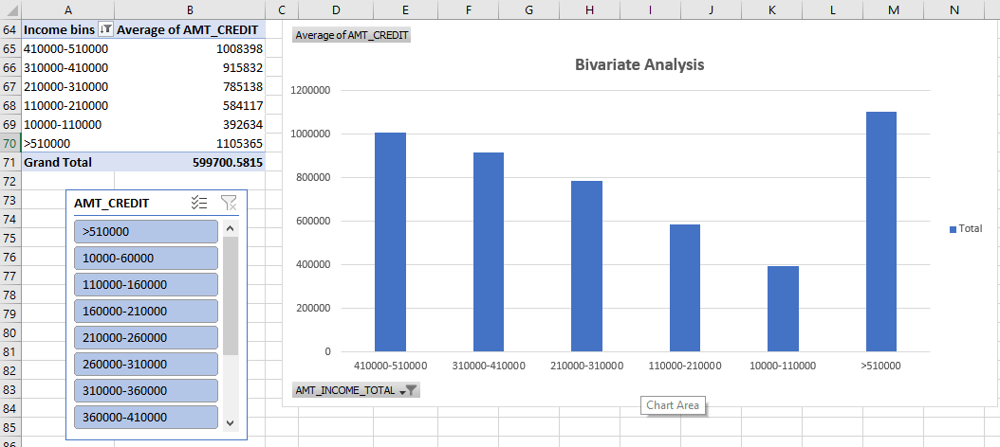 A B C D E F G H I J K L M N
64 Income bins Average of AMT_CREDIT
65 410000-510000 1008398
66 310000-410000 915832
67 210000-310000 785138
68 110000-210000 584117
69 10000-110000 392634
70 >510000 1105365
71 Grand Total 599700.5815
72
73
74
75
76
77
78
79
80
81
82
83
84
85
86
AMT_CREDIT
>510000
10000-60000
110000-160000
160000-210000
210000-260000
260000-310000
310000-360000
360000-410000
Average of AMT_CREDIT
Bivariate Analysis
1200000
1000000
800000
600000
400000
200000
0
410000-510000 310000-410000 210000-310000 110000-210000 10000-110000 >510000
Total
AMT_INCOME_TOTAL
Chart Area